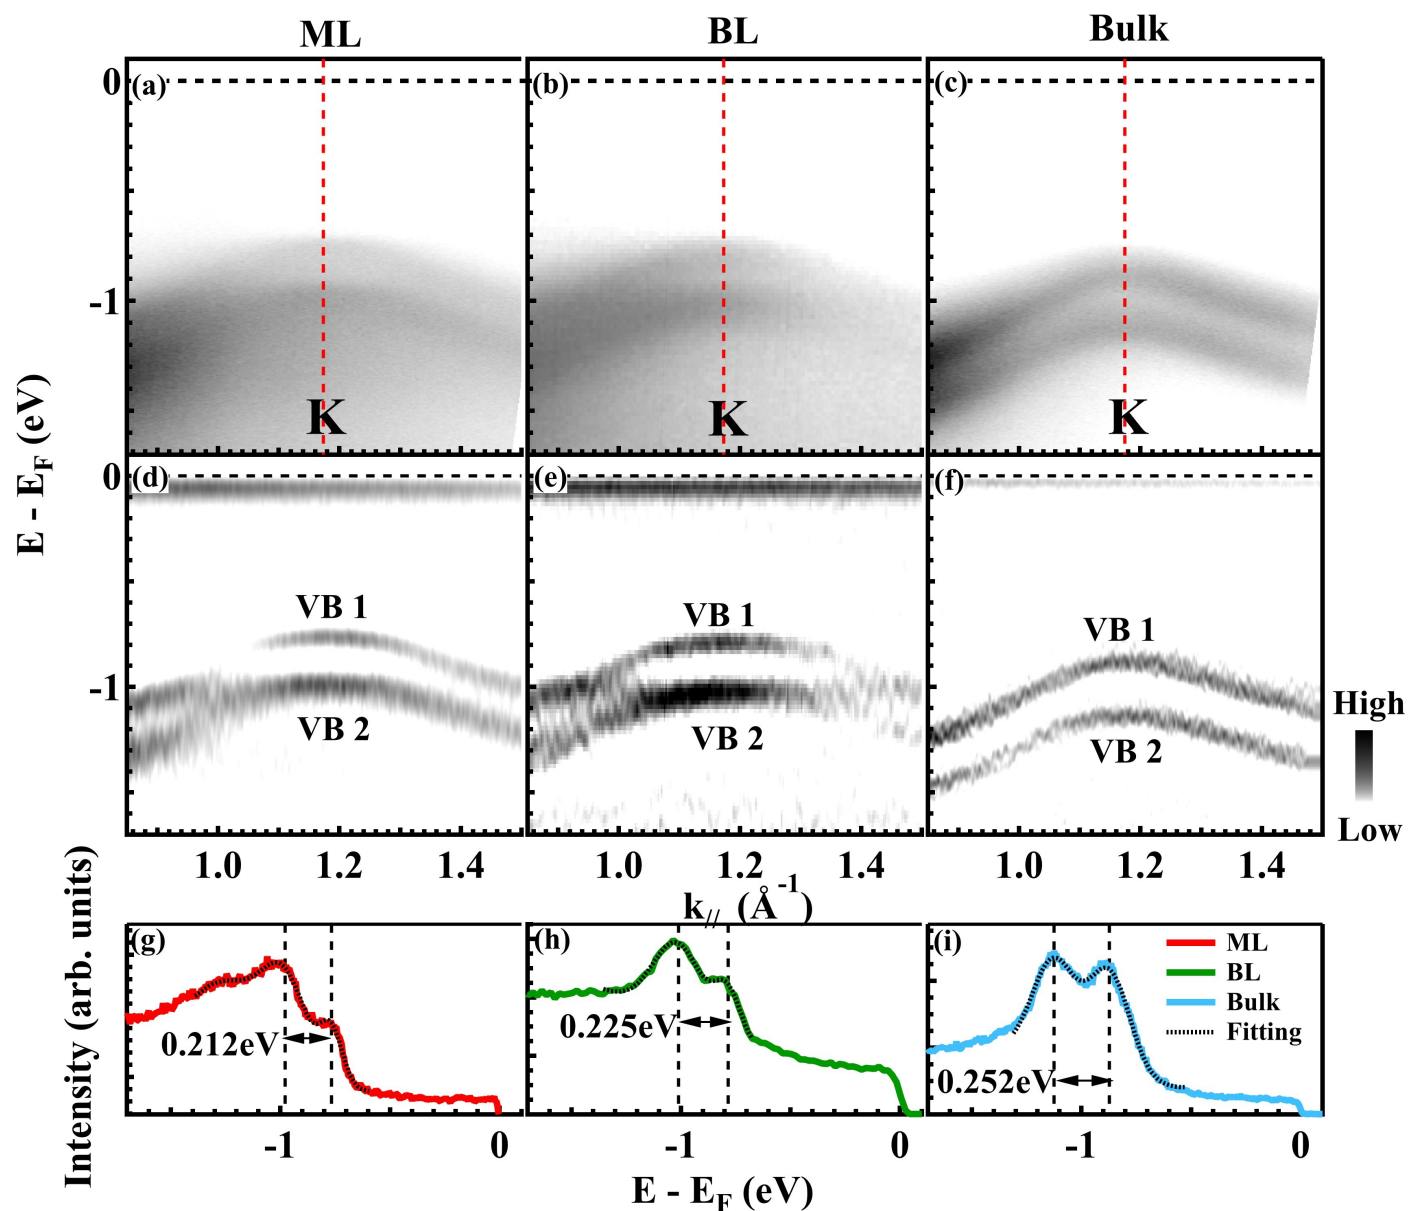 ML BL Bulk
0 (a) (b) (c)
-1
K K K
E - E_F (eV)
0 (d) (e) (f)
VB 1 VB 1 VB 1
-1
VB 2 VB 2 VB 2
High
Low
1.0 1.2 1.4 1.0 1.2 1.4 1.0 1.2 1.4
k_// (Å^-1)
Intensity (arb. units)
(g) (h) (i)
ML
BL
Bulk
Fitting
0.212eV 0.225eV 0.252eV
-1 0 -1 0 -1 0
E - E_F (eV)